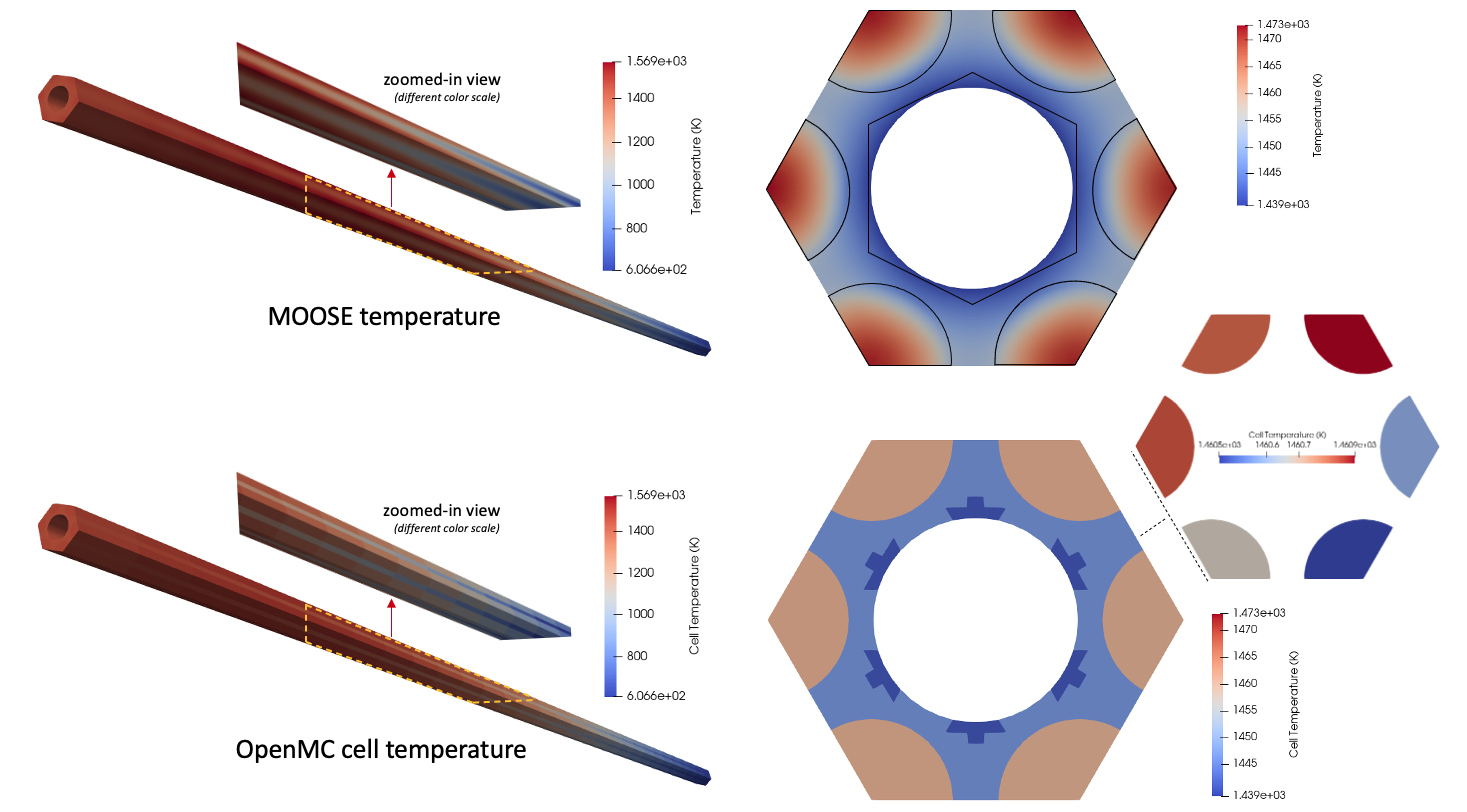 zoomed-in view
(different color scale)
1.569e+03
1400
1200
1000
800
6.066e+02
Temperature (K)
MOOSE temperature
1.473e+03
1470
1465
1460
1455
1450
1445
1.439e+03
Temperature (K)
Cell Temperature (K)
1.4605e+03 1460.6 1460.7 1.4609e+03
zoomed-in view
(different color scale)
1.569e+03
1400
1200
1000
800
6.066e+02
Cell Temperature (K)
OpenMC cell temperature
1.473e+03
1470
1465
1460
1455
1450
1445
1.439e+03
Cell Temperature (K)